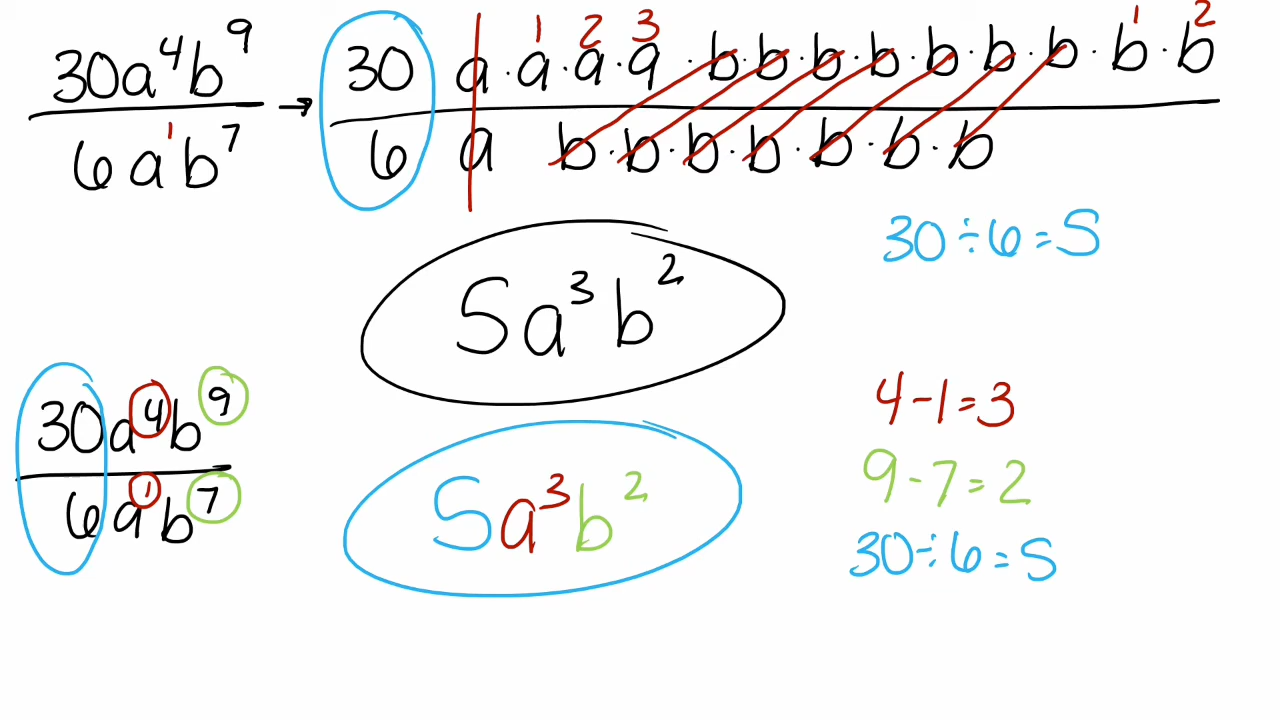 30a⁴b⁹ → 30 a · a · a · a · b · b · b · b · b · b · b · b · b
1 2 3 1 2
6a¹b⁷ 6 a b · b · b · b · b · b · b
30 ÷ 6 = 5
5a³b²
30a⁴b⁹
6a¹b⁷
5a³b²
4 - 1 = 3
9 - 7 = 2
30 ÷ 6 = 5